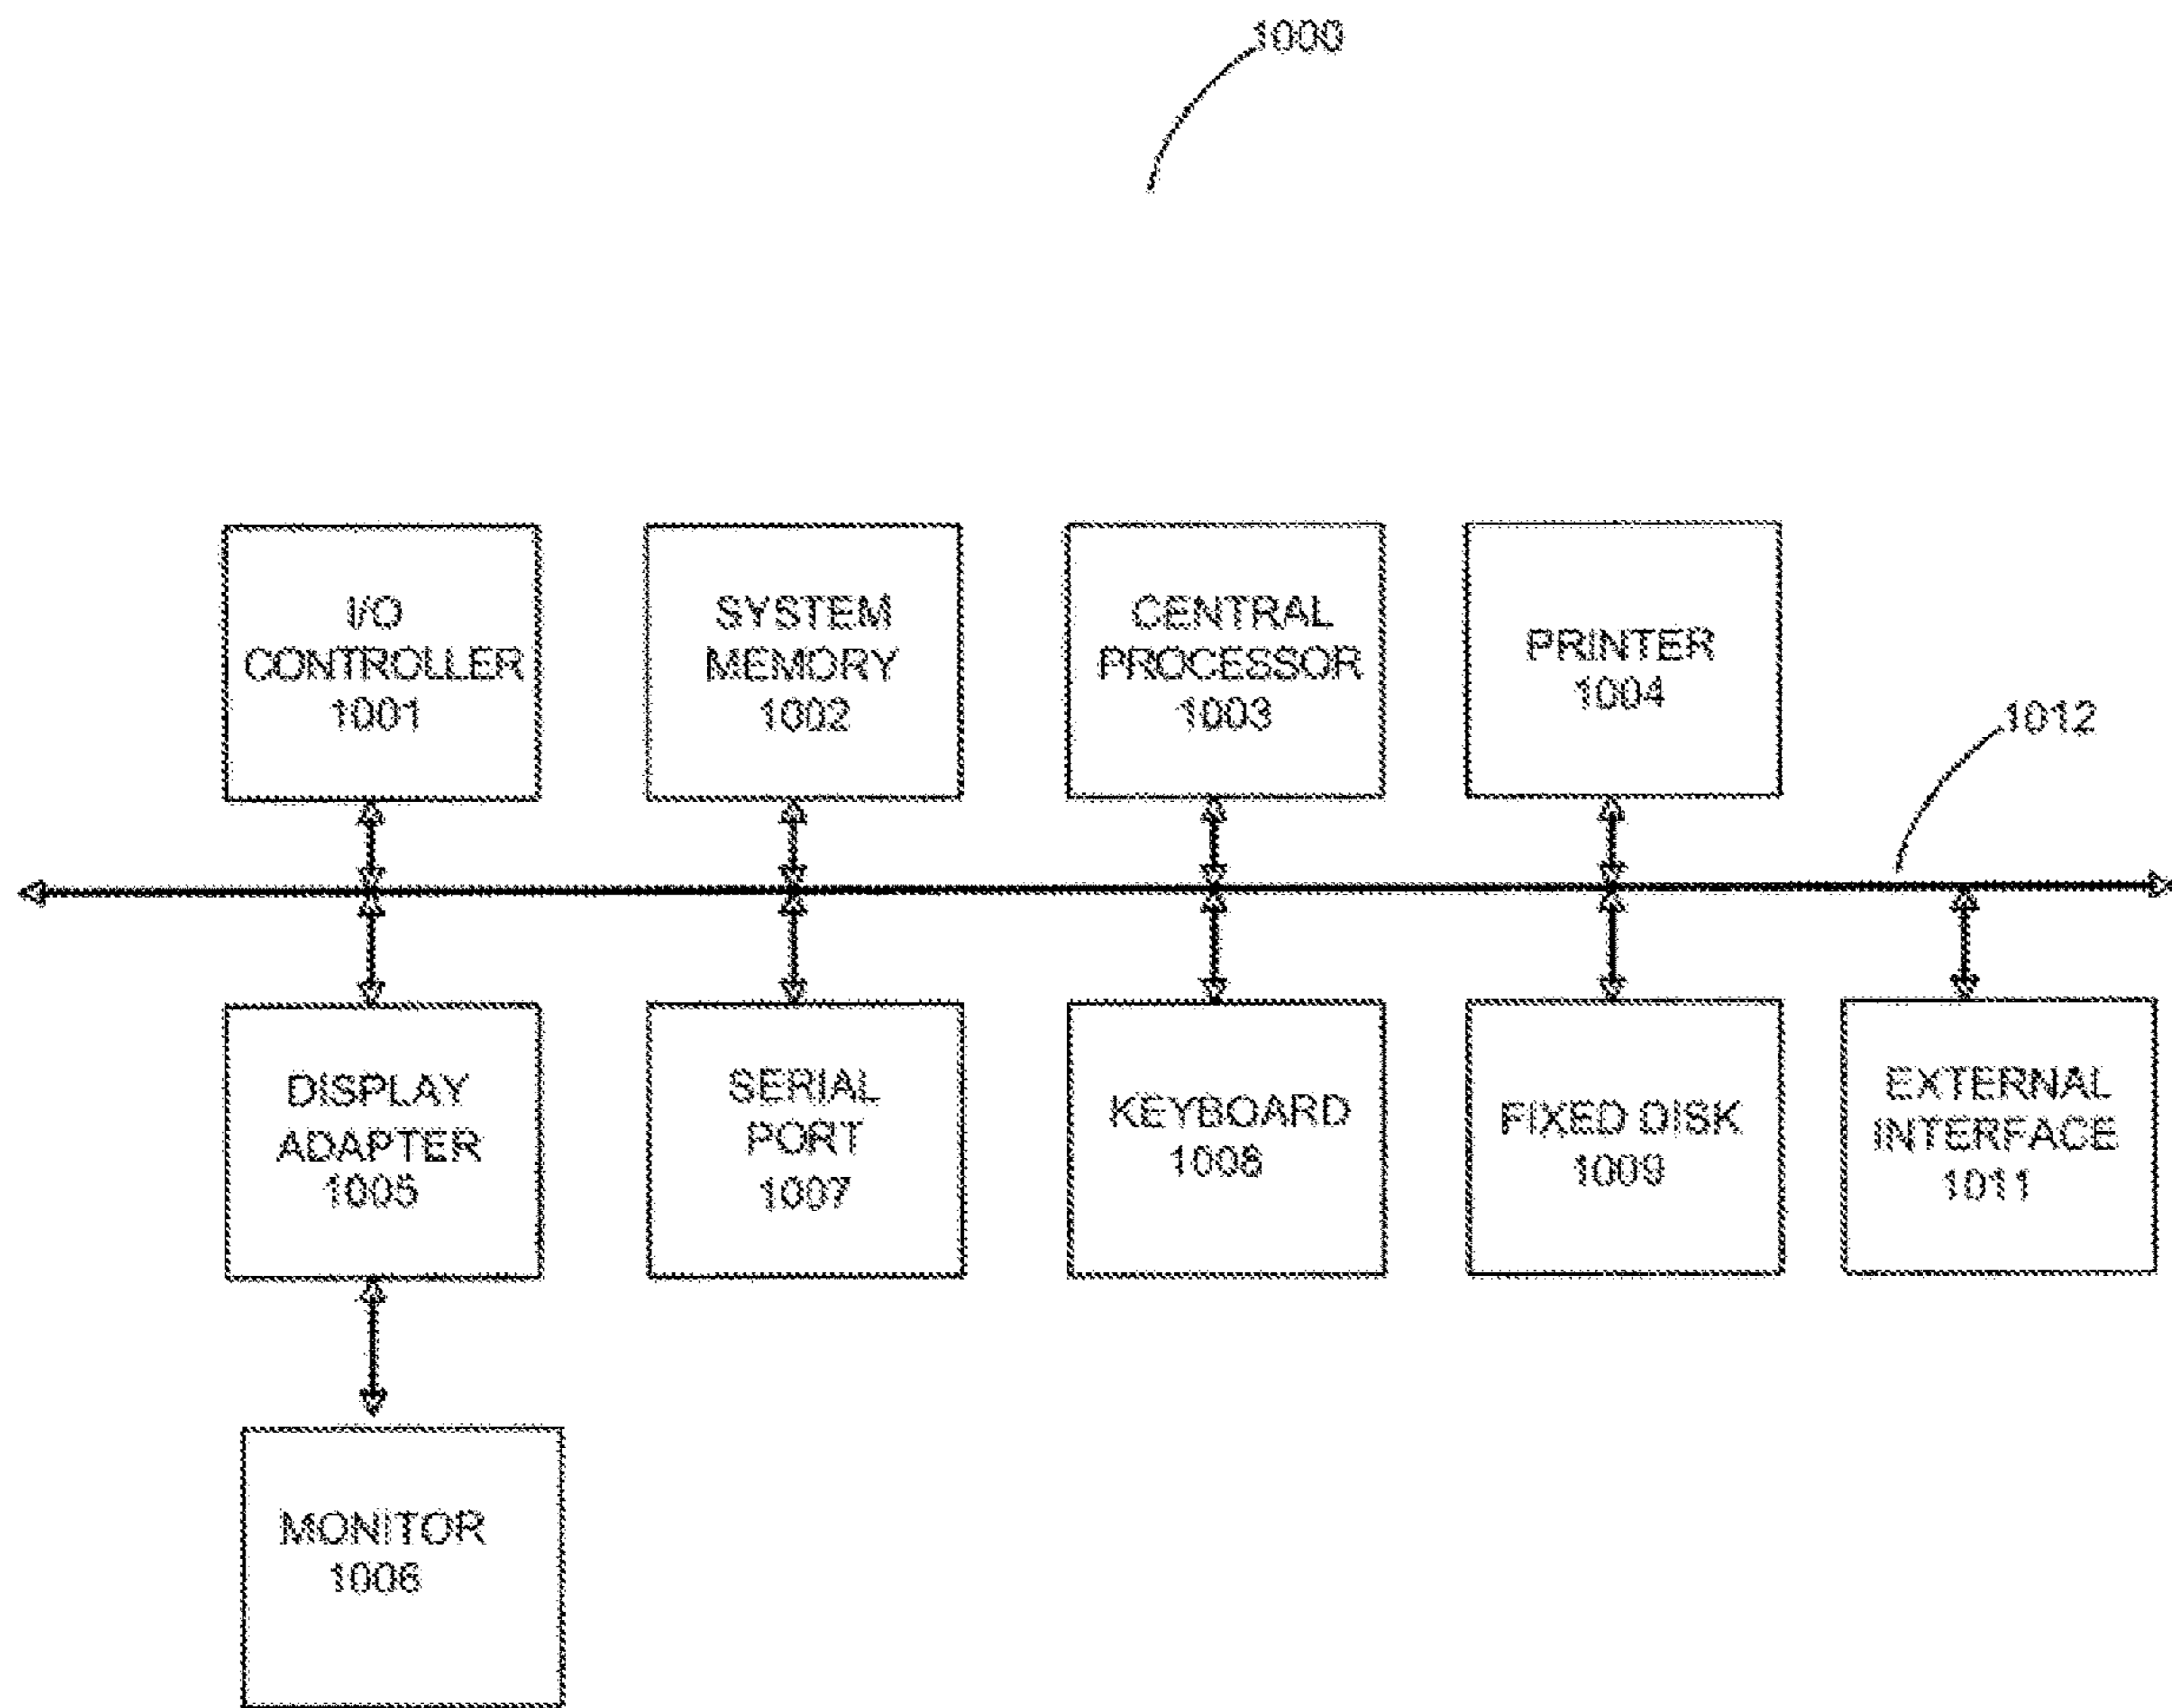 1000
I/O
CONTROLLER
1001
SYSTEM
MEMORY
1002
CENTRAL
PROCESSOR
1003
PRINTER
1004
1012
DISPLAY
ADAPTER
1005
SERIAL
PORT
1007
KEYBOARD
1008
FIXED DISK
1009
EXTERNAL
INTERFACE
1011
MONITOR
1006